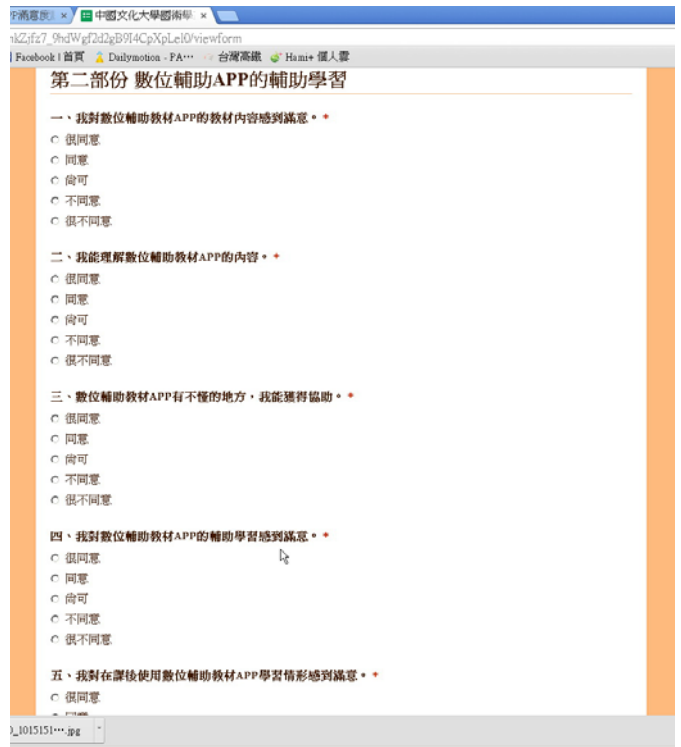 P滿意度
中國文化大學國術學
nkZjfz7_9hdWgf2d2gB9I4CpXpLel0/viewform
Facebook | 首頁 Dailymotion - PA… 台灣高鐵 Hami+ 個人雲
第二部份 數位輔助APP的輔助學習
一、我對數位輔助教材APP的教材內容感到滿意。*
很同意
同意
尚可
不同意
很不同意
二、我能理解數位輔助教材APP的內容。*
很同意
同意
尚可
不同意
很不同意
三、數位輔助教材APP有不懂的地方，我能獲得協助。*
很同意
同意
尚可
不同意
很不同意
四、我對數位輔助教材APP的輔助學習感到滿意。*
很同意
同意
尚可
不同意
很不同意
五、我對在課後使用數位輔助教材APP學習情形感到滿意。*
很同意
同意
0_1015151….jpg